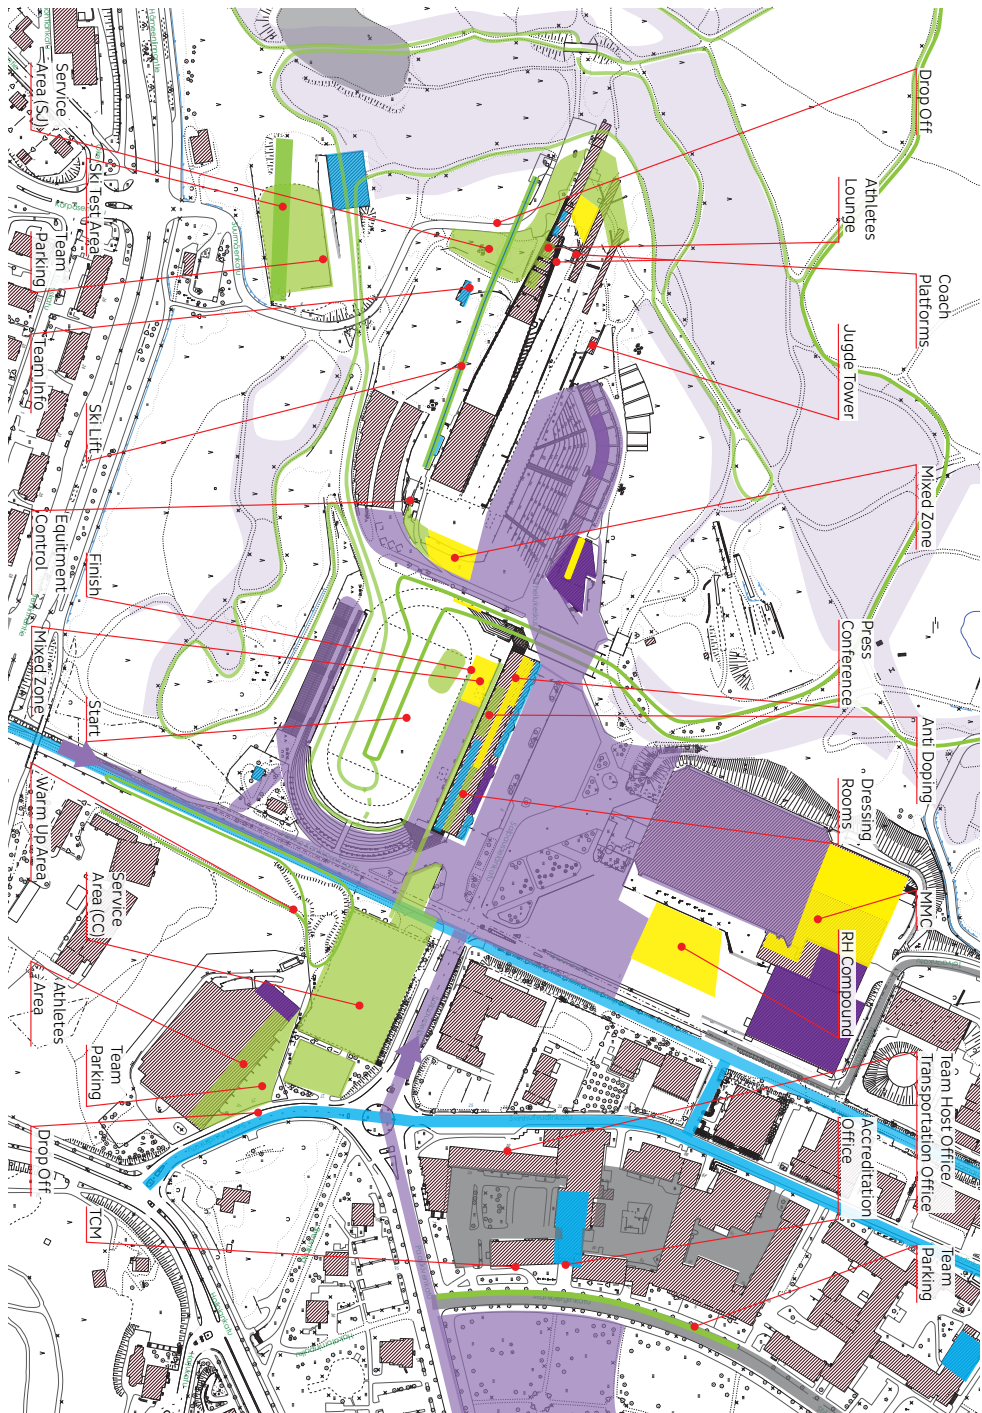 Drop Off
Athletes
Lounge
Coach
Platforms
Jugde Tower
Mixed Zone
Press
Conference
Anti Doping
Dressing
Rooms
MMC
RH Compound
Team Host Office/
Transportation Office
Accreditation
Office
Team
Parking
Service
Area (SJ)
Ski Test Area
Team
Parking
Team Info
Ski Lift
Equitment
Control
Finish
Mixed Zone
Start
Warm Up Area
Service
Area (CC)
Athletes
Area
Team
Parking
Drop Off
TCM